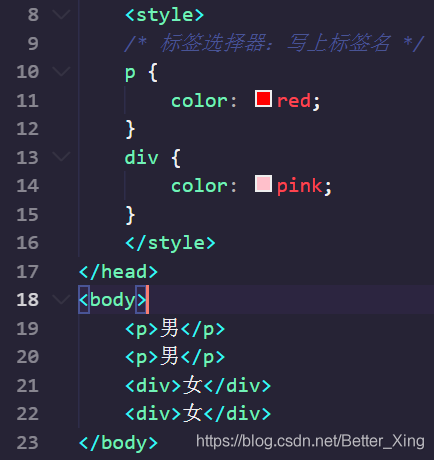 8 <style>
9 /* 标签选择器：写上标签名 */
10 p {
11 color: red;
12 }
13 div {
14 color: pink;
15 }
16 </style>
17 </head>
18 <body>
19 <p>男</p>
20 <p>男</p>
21 <div>女</div>
22 <div>女</div>
23 </body>
https://blog.csdn.net/Better_Xing